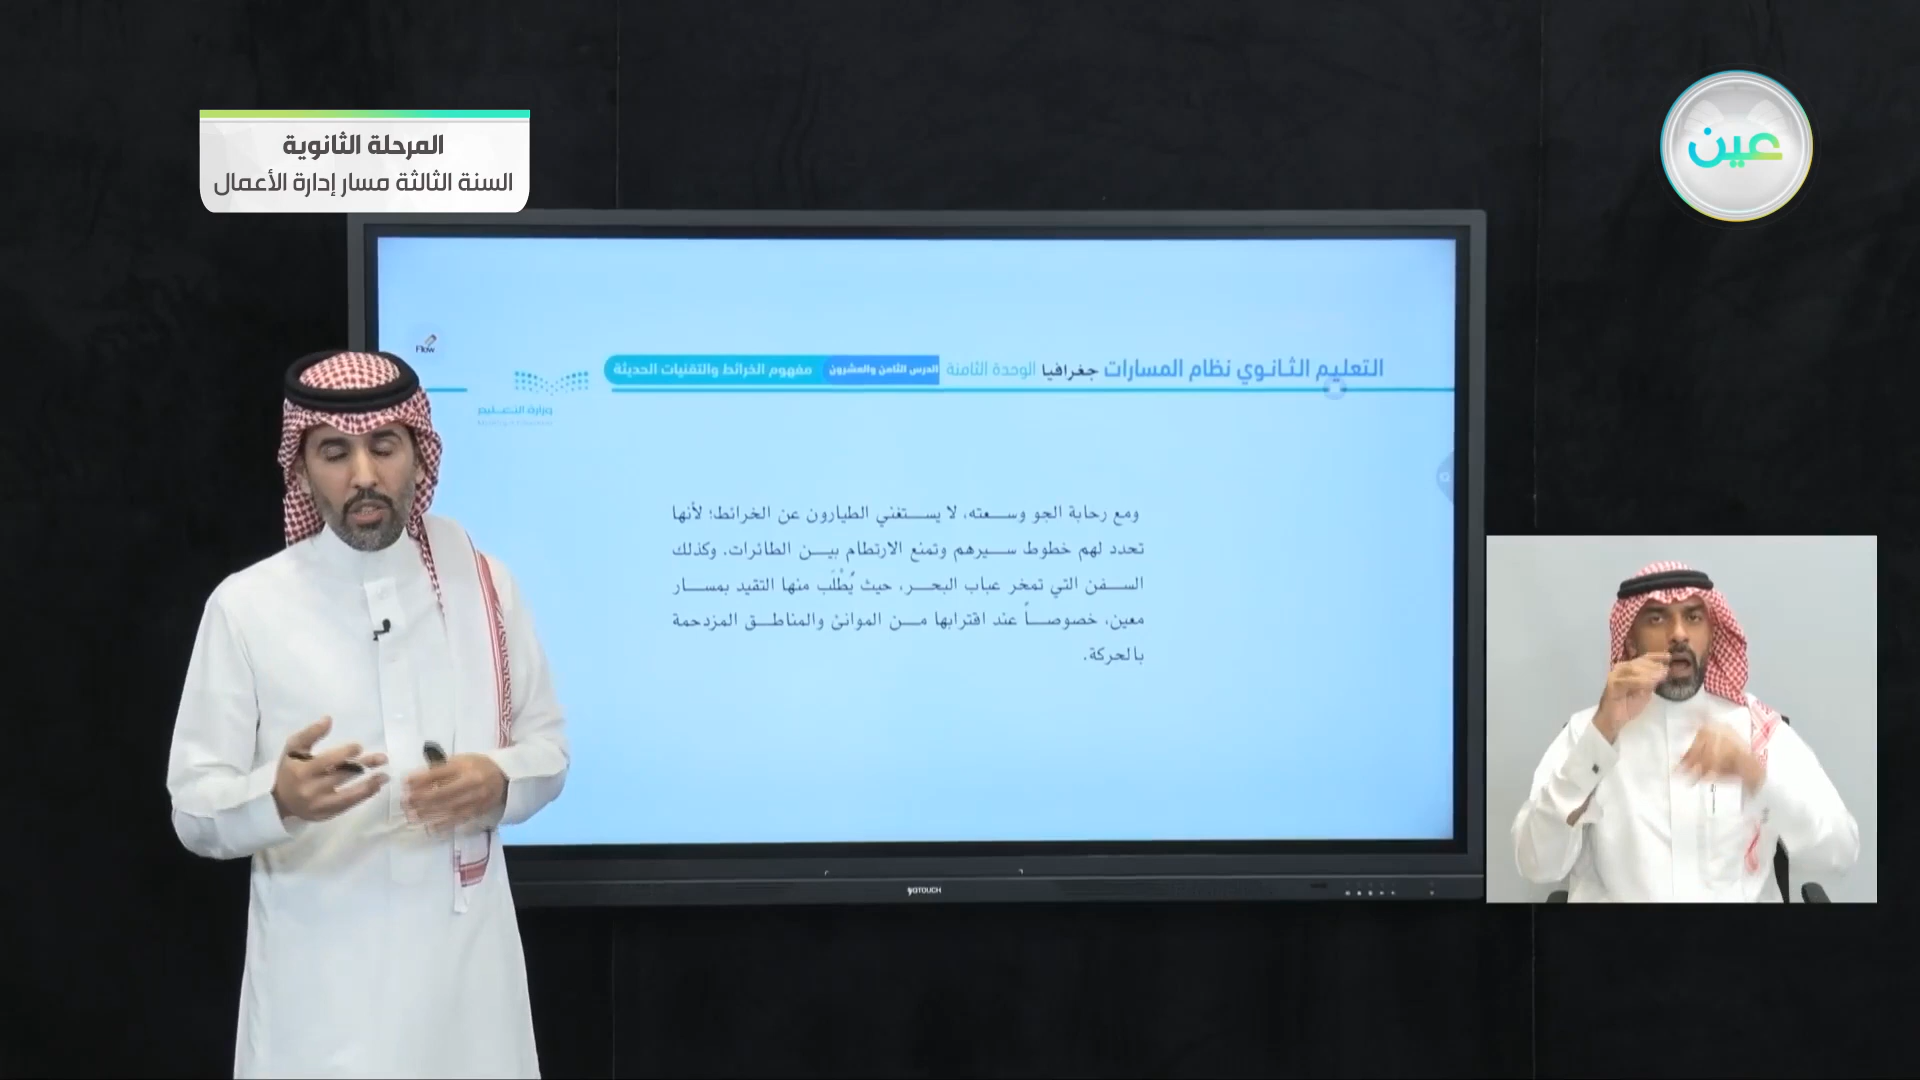 المرحلة الثانوية
السنة الثالثة مسار إدارة الأعمال
عين
التعليم الثانوي نظام المسارات جغرافيا الوحدة الثامنة الدرس الثامن والعشرون مفهوم الخرائط والتقنيات الحديثة
Flow
وزارة التعليم
ومع رحابة الجو وسعته، لا يستغني الطيارون عن الخرائط؛ لأنها
تحدد لهم خطوط سيرهم وتمنع الارتطام بين الطائرات. وكذلك
السفن التي تمخر عباب البحر، حيث يُطْلَب منها التقيد بمسار
معين، خصوصاً عند اقترابها من الموانئ والمناطق المزدحمة
بالحركة.